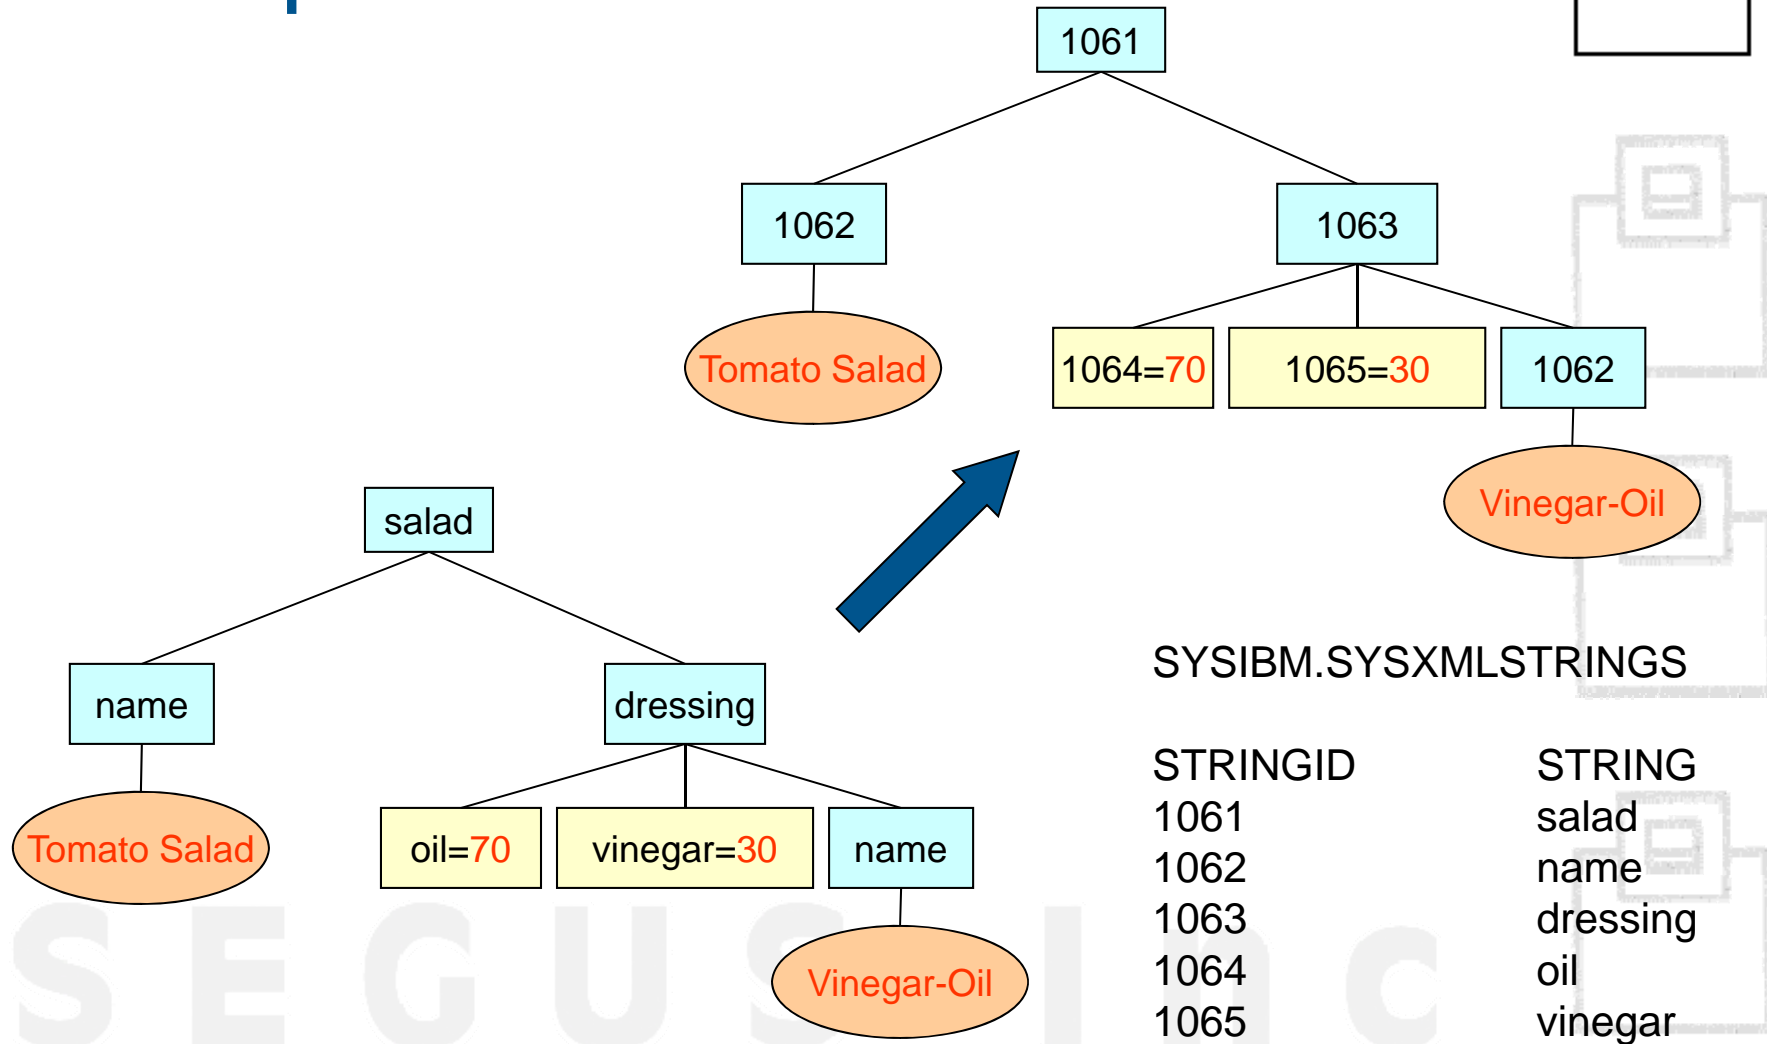 1061
1062
1063
Tomato Salad
1064=70
1065=30
1062
Vinegar-Oil
salad
name
dressing
Tomato Salad
oil=70
vinegar=30
name
Vinegar-Oil
SYSIBM.SYSXMLSTRINGS
STRINGID STRING
1061 salad
1062 name
1063 dressing
1064 oil
1065 vinegar
SEGUS Inc